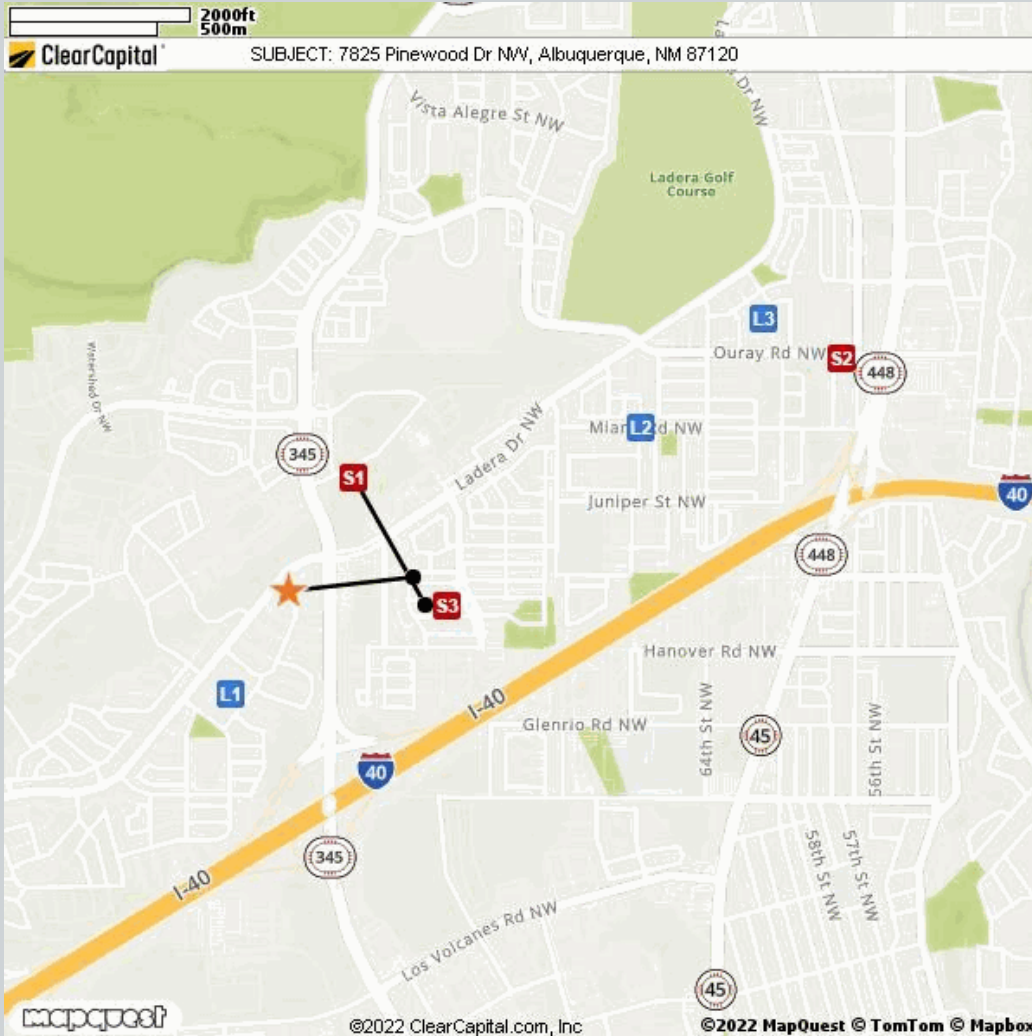 2000ft
500m
ClearCapital
SUBJECT: 7825 Pinewood Dr NW, Albuquerque, NM 87120
Vista Alegre St NW
Dr NW
Ladera Golf
Course
L3
Ouray Rd NW
S2
448
Watershed Dr NW
L2
d NW
345
Ladera Dr NW
S1
Juniper St NW
40
448
S3
Hanover Rd NW
L1
I-40
Glenrio Rd NW
64th St NW
45
56th St NW
40
345
I-40
58th St NW
57th St NW
Los Volcanes Rd NW
45
mapquest
©2022 ClearCapital.com, Inc
©2022 MapQuest © TomTom © Mapbox